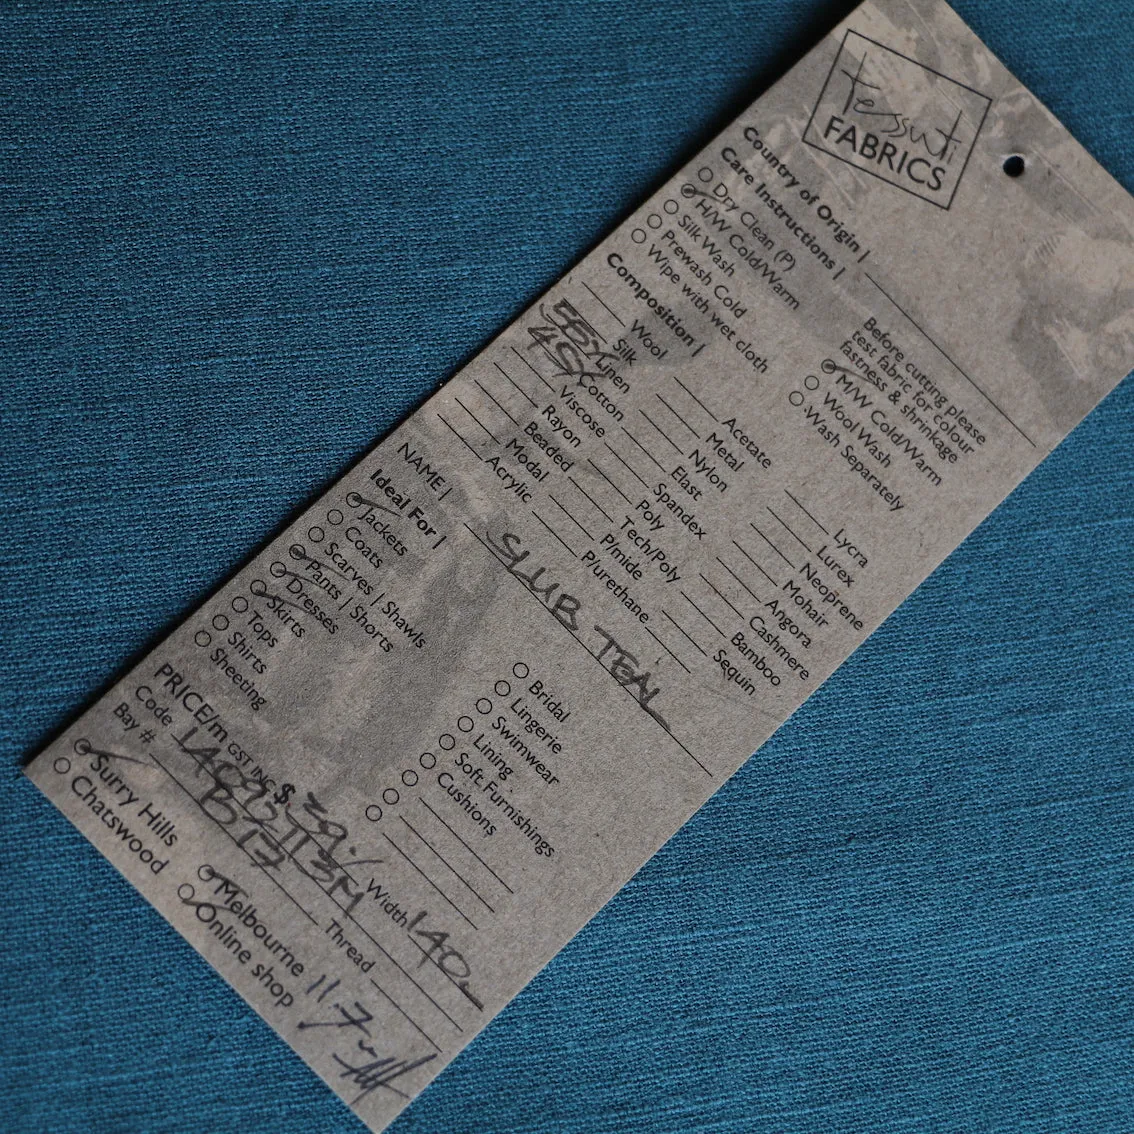 Tessuti
FABRICS
Country of Origin |
Care Instructions |
Dry Clean (P)
H/W Cold/Warm
Silk Wash
Prewash Cold
Wipe with wet cloth
Before cutting please
test fabric for colour
fastness & shrinkage
M/W Cold/Warm
Wool Wash
Wash Separately
Composition |
Wool
Silk
55% Linen
45% Cotton
Viscose
Rayon
Beaded
Modal
Acrylic
Acetate
Metal
Nylon
Elast
Spandex
Poly
Tech/Poly
P/mide
P/urethane
Lycra
Lurex
Neoprene
Mohair
Angora
Cashmere
Bamboo
Sequin
NAME | SLUB TEAL
Ideal For |
Jackets
Coats
Scarves | Shawls
Pants | Shorts
Dresses
Skirts
Tops
Shirts
Sheeting
Bridal
Lingerie
Swimwear
Lining
Soft Furnishings
Cushions
PRICE/m GST INC $ 39. Width 140
Code
Bay # B17 Thread
Surry Hills
Chatswood
Melbourne
Online shop